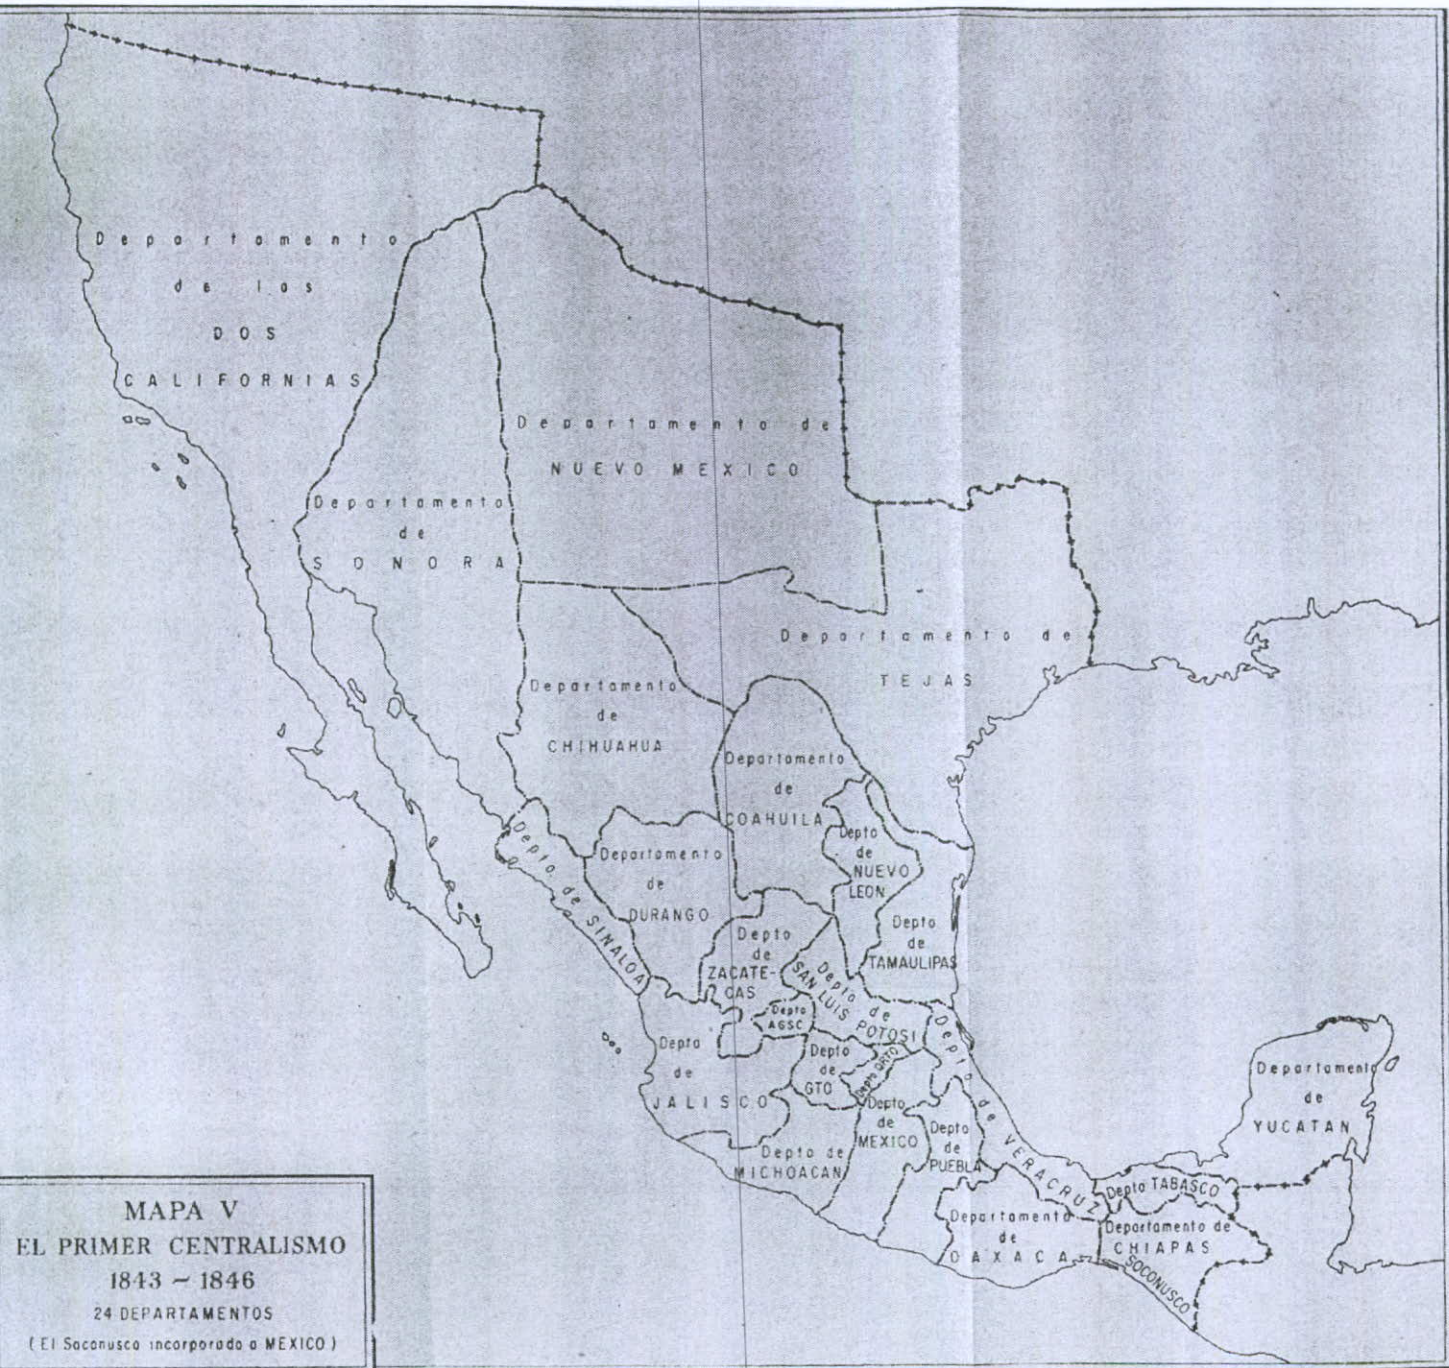 Departamento
de las
DOS
CALIFORNIAS
Departamento de
NUEVO MEXICO
Departamento
de
SONORA
Departamento de
TEJAS
Departamento
de
CHIHUAHUA
Departamento
de
COAHUILA
Depto
de
NUEVO
LEON
Depto. de SINALOA
Departamento
de
DURANGO
Depto
de
TAMAULIPAS
Depto
de
ZACATE-
CAS
Depto de
SAN LUIS POTOSI
Depto
AGSC
Depto
de
JALISCO
Depto
de
GTO
Depto QRTO
Depto de VERACRUZ
Depto
de
MEXICO
Depto
de
PUEBLA
Depto de
MICHOACAN
Departamento
de
YUCATAN
Depto TABASCO
Departamento
de
OAXACA
Departamento de
CHIAPAS
SOCONUSCO
MAPA V
EL PRIMER CENTRALISMO
1843 ~ 1846
24 DEPARTAMENTOS
(El Soconusco incorporado a MEXICO)